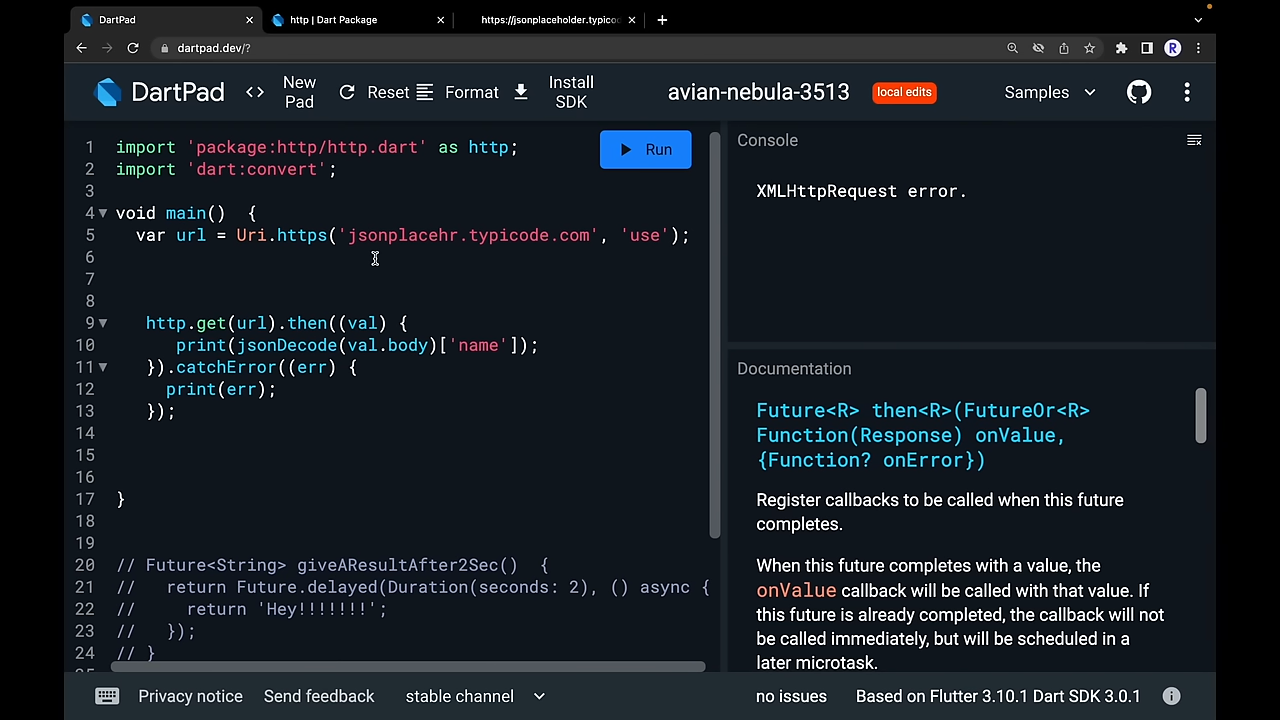 DartPad
http | Dart Package
https://jsonplaceholder.typico
dartpad.dev/?
R
DartPad
New Pad
Reset
Format
Install SDK
avian-nebula-3513
local edits
Samples
1 import 'package:http/http.dart' as http;
2 import 'dart:convert';
3
4 void main()  {
5 var url = Uri.https('jsonplacehr.typicode.com', 'use');
6
7
8
9 http.get(url).then((val) {
10 print(jsonDecode(val.body)['name']);
11 }).catchError((err) {
12 print(err);
13 });
14
15
16
17 }
18
19
20 // Future<String> giveAResultAfter2Sec()  {
21 //   return Future.delayed(Duration(seconds: 2), () async {
22 //     return 'Hey!!!!!!!';
23 //   });
24 // }
Run
Console
XMLHttpRequest error.
Documentation
Future<R> then<R>(FutureOr<R>
Function(Response) onValue,
{Function? onError})
Register callbacks to be called when this future
completes.
When this future completes with a value, the
onValue callback will be called with that value. If
this future is already completed, the callback will not
be called immediately, but will be scheduled in a
later microtask.
Privacy notice
Send feedback
stable channel
no issues
Based on Flutter 3.10.1 Dart SDK 3.0.1